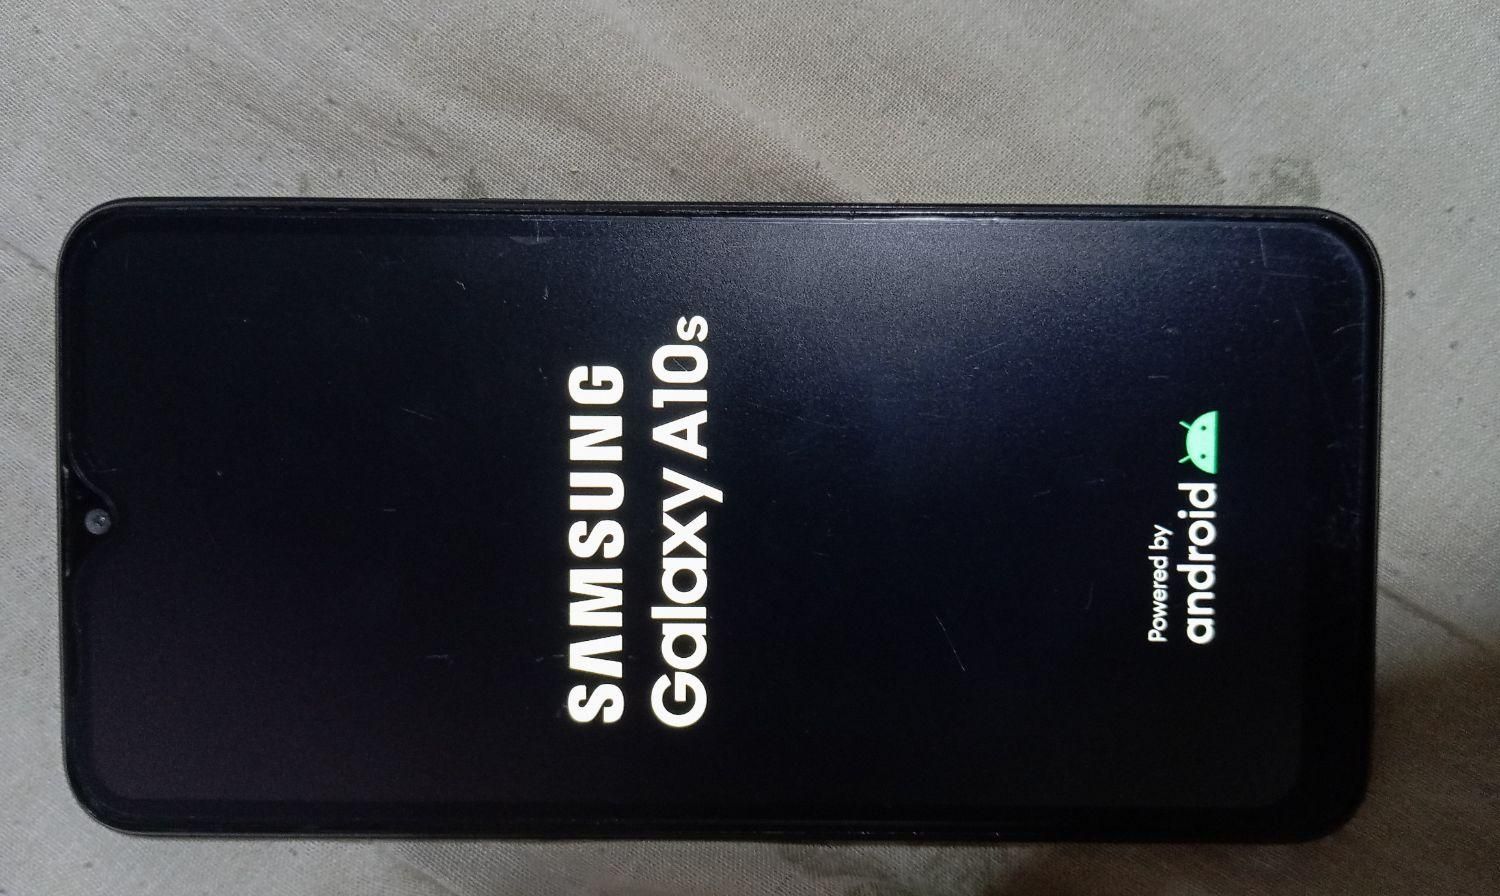 SAMSUNG
Galaxy A10s
Powered by
android